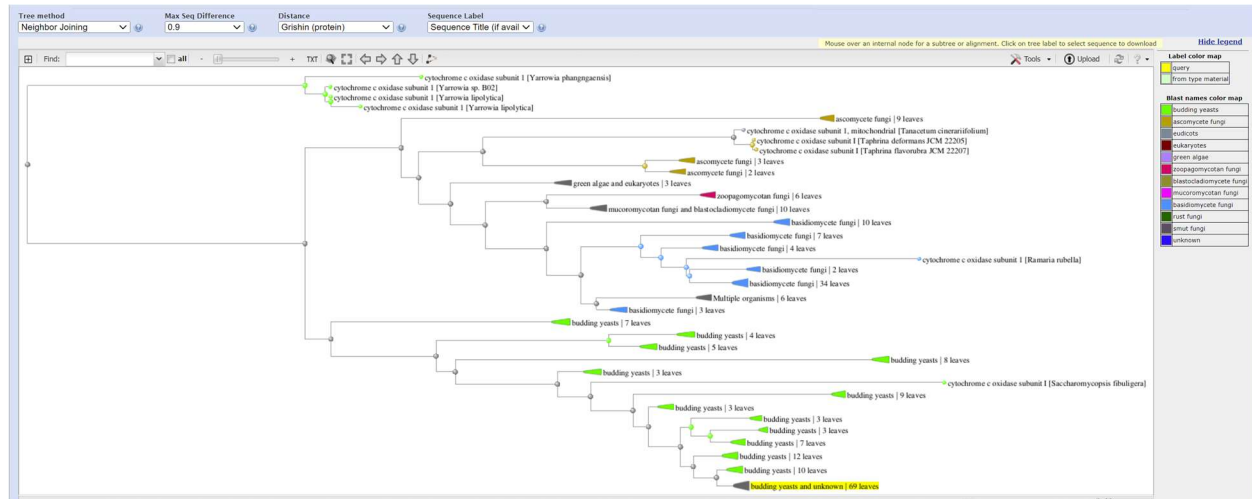 Tree method
Max Seq Difference
Distance
Sequence Label
Neighbor Joining
0.9
Grishin (protein)
Sequence Title (if avail
Mouse over an internal node for a subtree or alignment. Click on tree label to select sequence to download
Hide legend
Find:
all
-
+
TXT
Tools
Upload
?
Label color map
query
from type material
Blast names color map
budding yeasts
ascomycete fungi
eudicots
eukaryotes
green algae
zoopagomycotan fungi
blastocladiomycete fungi
mucoromycotan fungi
basidiomycete fungi
rust fungi
smut fungi
unknown
cytochrome c oxidase subunit 1 [Yarrowia phangngaensis]
cytochrome c oxidase subunit 1 [Yarrowia sp. B02]
cytochrome c oxidase subunit 1 [Yarrowia lipolytica]
cytochrome c oxidase subunit 1 [Yarrowia lipolytica]
ascomycete fungi | 9 leaves
cytochrome c oxidase subunit 1, mitochondrial [Tanacetum cinerariifolium]
cytochrome c oxidase subunit I [Taphrina deformans JCM 22205]
cytochrome c oxidase subunit I [Taphrina flavorubra JCM 22207]
ascomycete fungi | 3 leaves
ascomycete fungi | 2 leaves
green algae and eukaryotes | 3 leaves
zoopagomycotan fungi | 6 leaves
mucoromycotan fungi and blastocladiomycete fungi | 10 leaves
basidiomycete fungi | 10 leaves
basidiomycete fungi | 7 leaves
basidiomycete fungi | 4 leaves
cytochrome c oxidase subunit 1 [Ramaria rubella]
basidiomycete fungi | 2 leaves
basidiomycete fungi | 34 leaves
Multiple organisms | 6 leaves
basidiomycete fungi | 3 leaves
budding yeasts | 7 leaves
budding yeasts | 4 leaves
budding yeasts | 5 leaves
budding yeasts | 8 leaves
budding yeasts | 3 leaves
cytochrome c oxidase subunit I [Saccharomycopsis fibuligera]
budding yeasts | 9 leaves
budding yeasts | 3 leaves
budding yeasts | 3 leaves
budding yeasts | 3 leaves
budding yeasts | 7 leaves
budding yeasts | 12 leaves
budding yeasts | 10 leaves
budding yeasts and unknown | 69 leaves